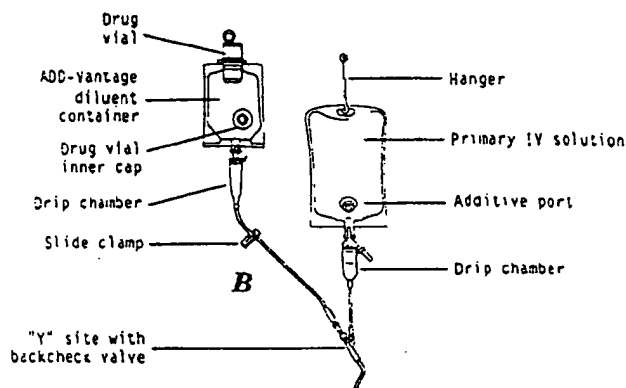 Drug
vial
ADD-Vantage
diluent
container
Drug vial
inner cap
Drip chamber
Slide clamp
B
"Y" site with
backcheck valve
Hanger
Primary IV solution
Additive port
Drip chamber